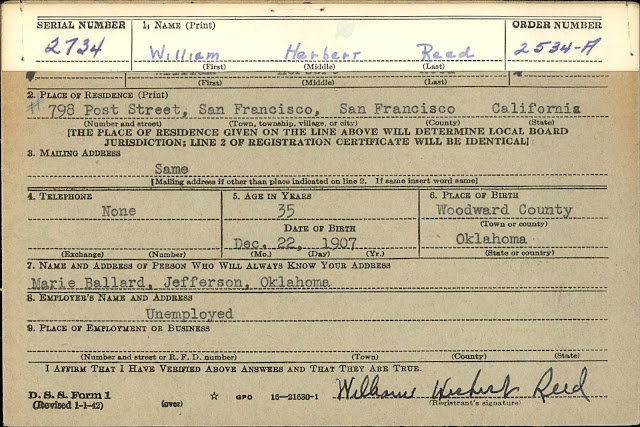 SERIAL NUMBER 1. NAME (Print) ORDER NUMBER
2734 William Herbert Reed 2534-A
(First) (Middle) (Last)
(First) (Middle) (Last)
2. PLACE OF RESIDENCE (Print)
# 798 Post Street, San Francisco, San Francisco California
(Number and street) (Town, township, village, or city) (County) (State)
[THE PLACE OF RESIDENCE GIVEN ON THE LINE ABOVE WILL DETERMINE LOCAL BOARD
JURISDICTION; LINE 2 OF REGISTRATION CERTIFICATE WILL BE IDENTICAL]
3. MAILING ADDRESS
Same
[Mailing address if other than place indicated on line 2. If same insert word same]
4. TELEPHONE 5. AGE IN YEARS 6. PLACE OF BIRTH
None 35 Woodward County
DATE OF BIRTH (Town or county)
Dec. 22, 1907 Oklahoma
(Exchange) (Number) (Mo.) (Day) (Yr.) (State or country)
7. NAME AND ADDRESS OF PERSON WHO WILL ALWAYS KNOW YOUR ADDRESS
Marie Ballard, Jefferson, Oklahoma
8. EMPLOYER'S NAME AND ADDRESS
Unemployed
9. PLACE OF EMPLOYMENT OR BUSINESS
(Number and street or R. F. D. number) (Town) (County) (State)
I AFFIRM THAT I HAVE VERIFIED ABOVE ANSWERS AND THAT THEY ARE TRUE.
D. S. S. Form 1 William Herbert Reed
(Revised 1-1-42) (over) ☆ GPO 16—21630-1 (Registrant's signature)